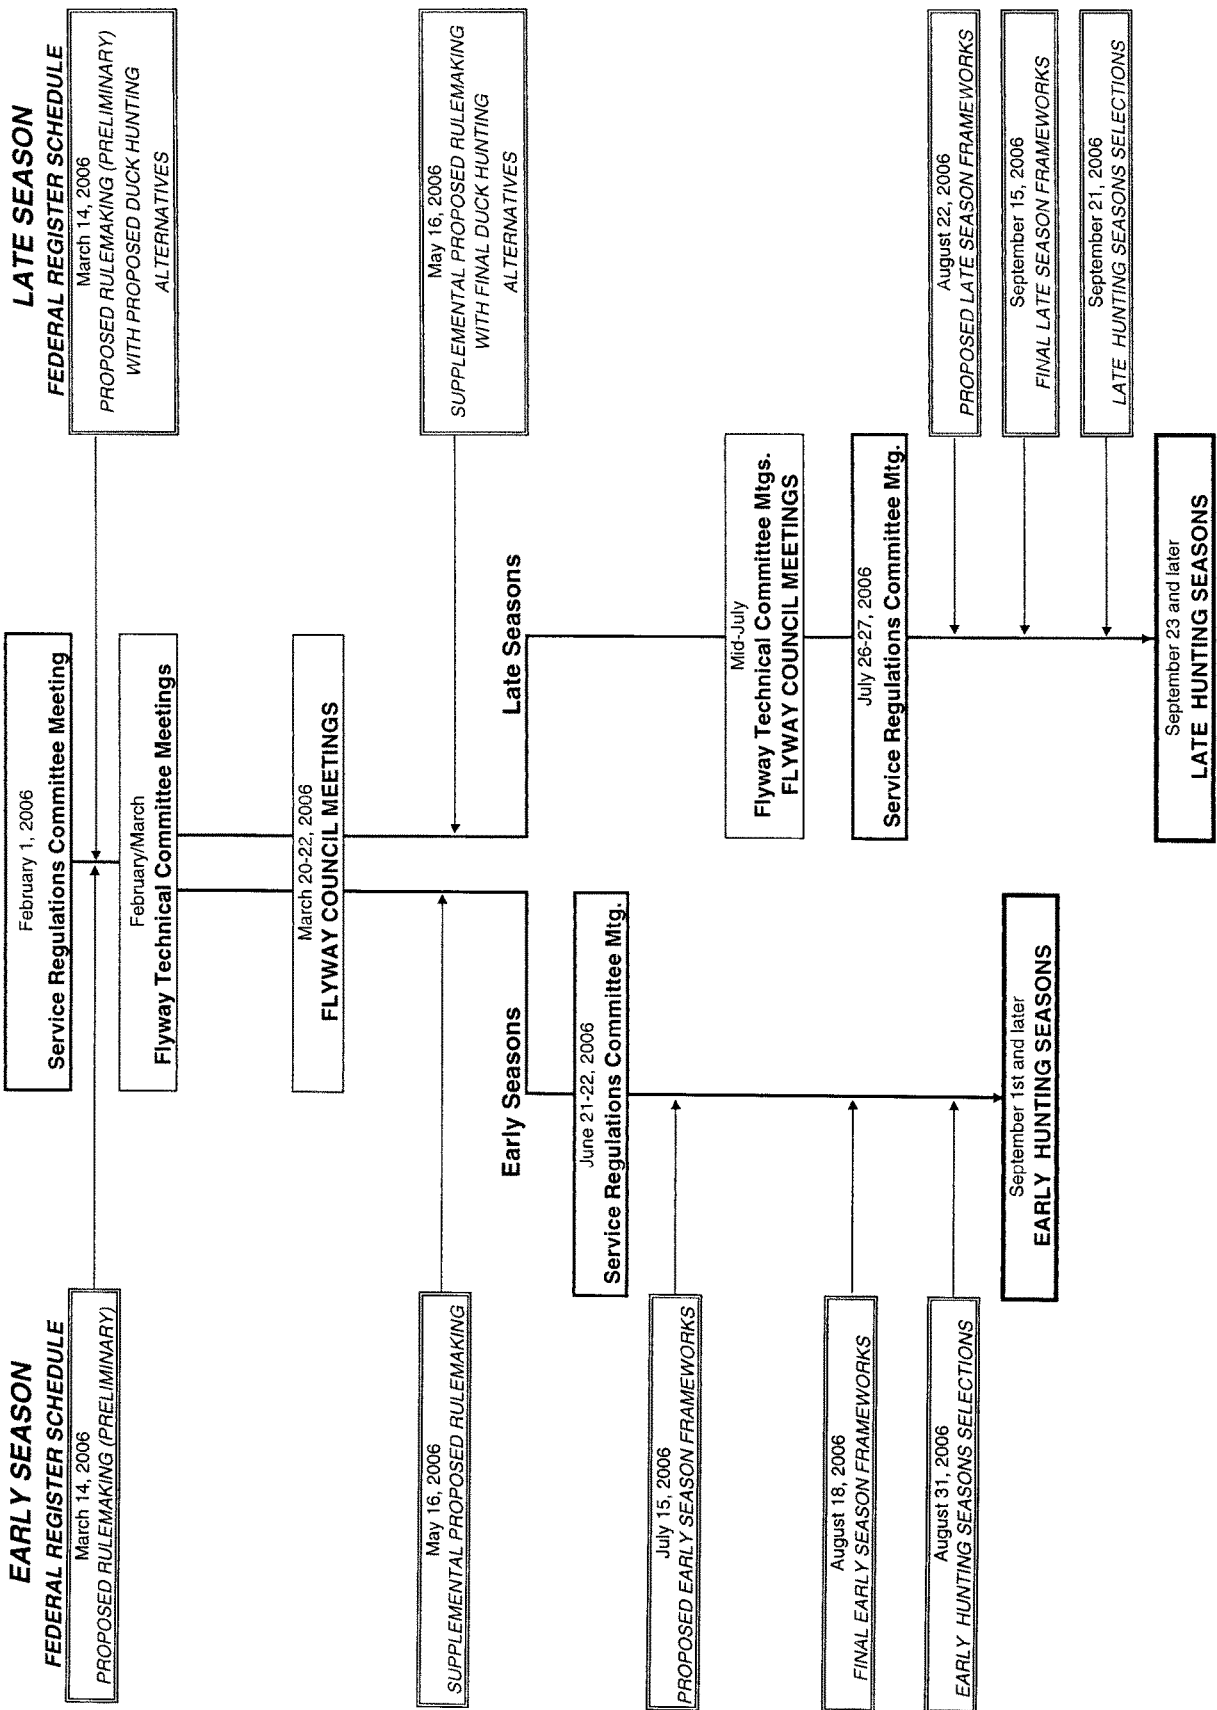 EARLY SEASON
FEDERAL REGISTER SCHEDULE
March 14, 2006
PROPOSED RULEMAKING (PRELIMINARY)
May 16, 2006
SUPPLEMENTAL PROPOSED RULEMAKING
July 15, 2006
PROPOSED EARLY SEASON FRAMEWORKS
August 18, 2006
FINAL EARLY SEASON FRAMEWORKS
August 31, 2006
EARLY HUNTING SEASONS SELECTIONS
February 1, 2006
Service Regulations Committee Meeting
February/March
Flyway Technical Committee Meetings
March 20-22, 2006
FLYWAY COUNCIL MEETINGS
Early Seasons
June 21-22, 2006
Service Regulations Committee Mtg.
September 1st and later
EARLY HUNTING SEASONS
Late Seasons
Mid-July
Flyway Technical Committee Mtgs.
FLYWAY COUNCIL MEETINGS
July 26-27, 2006
Service Regulations Committee Mtg.
September 23 and later
LATE HUNTING SEASONS
LATE SEASON
FEDERAL REGISTER SCHEDULE
March 14, 2006
PROPOSED RULEMAKING (PRELIMINARY)
WITH PROPOSED DUCK HUNTING
ALTERNATIVES
May 16, 2006
SUPPLEMENTAL PROPOSED RULEMAKING
WITH FINAL DUCK HUNTING
ALTERNATIVES
August 22, 2006
PROPOSED LATE SEASON FRAMEWORKS
September 15, 2006
FINAL LATE SEASON FRAMEWORKS
September 21, 2006
LATE HUNTING SEASONS SELECTIONS